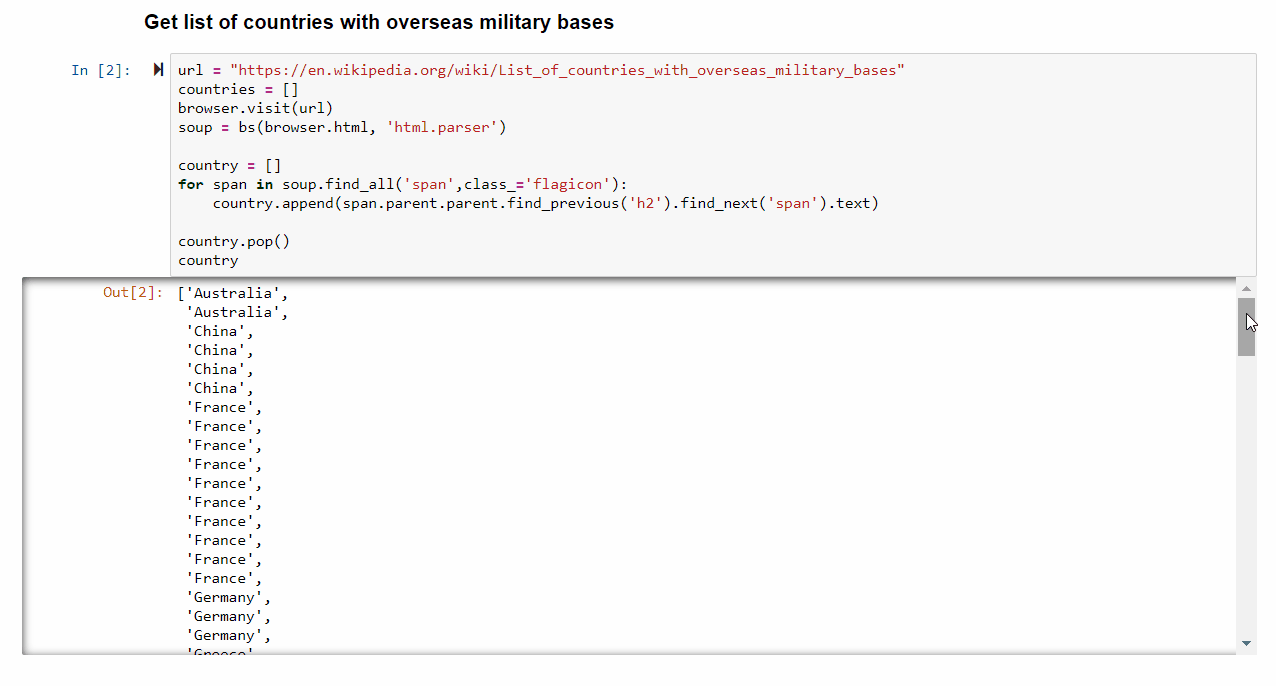 Get list of countries with overseas military bases
In [2]:
url = "https://en.wikipedia.org/wiki/List_of_countries_with_overseas_military_bases"
countries = []
browser.visit(url)
soup = bs(browser.html, 'html.parser')
country = []
for span in soup.find_all('span',class_='flagicon'):
    country.append(span.parent.parent.find_previous('h2').find_next('span').text)
country.pop()
country
Out[2]:
['Australia',
'Australia',
'China',
'China',
'China',
'China',
'France',
'France',
'France',
'France',
'France',
'France',
'France',
'France',
'France',
'France',
'Germany',
'Germany',
'Germany',
'Greece'